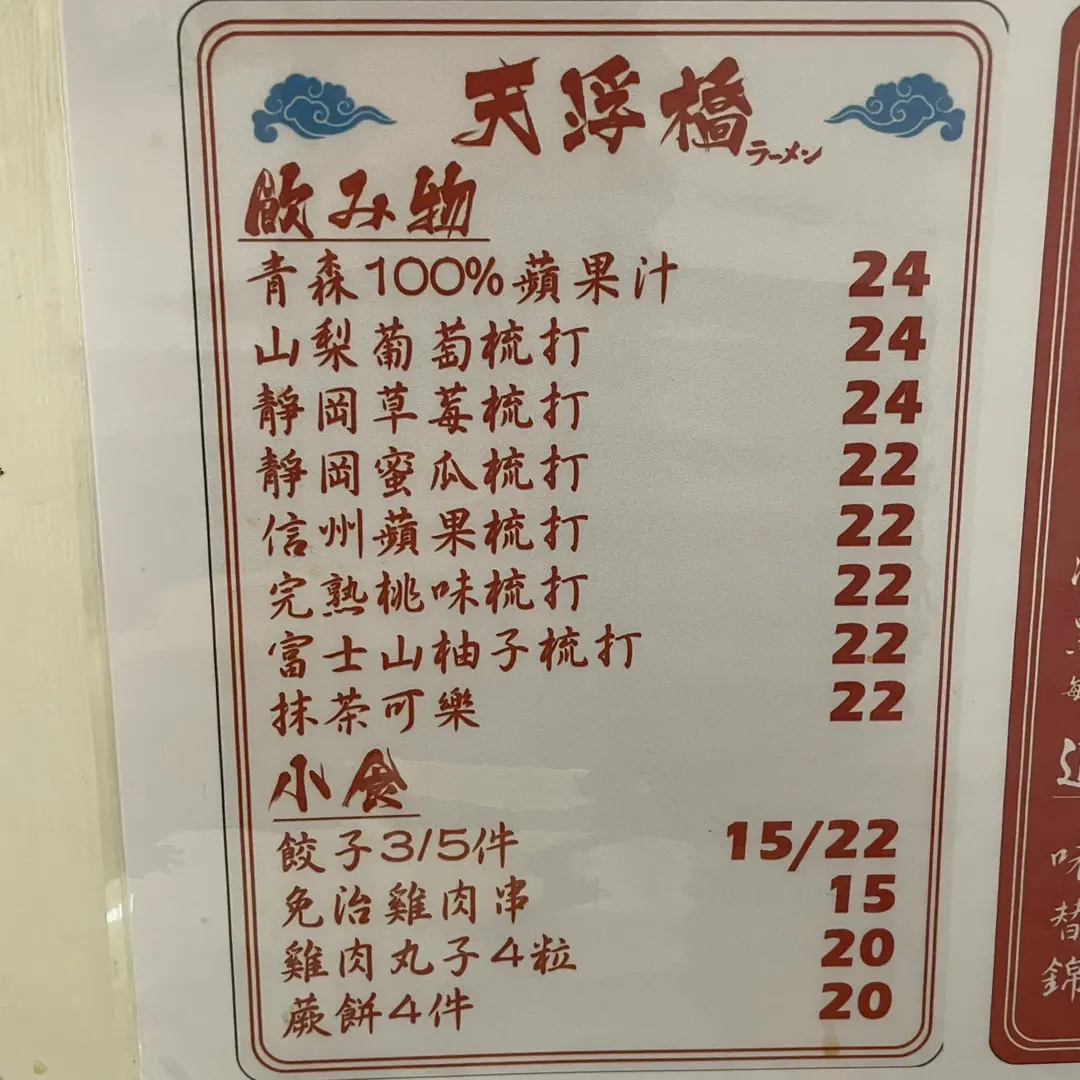 天浮橋
ラーメン
飲み物
青森100%蘋果汁 24
山梨葡萄梳打 24
靜岡草莓梳打 24
靜岡蜜瓜梳打 22
信州蘋果梳打 22
完熟桃味梳打 22
富士山柚子梳打 22
抹茶可樂 22
小食
餃子3/5件 15/22
免治雞肉串 15
雞肉丸子4粒 20
蕨餅4件 20
味
替
錦